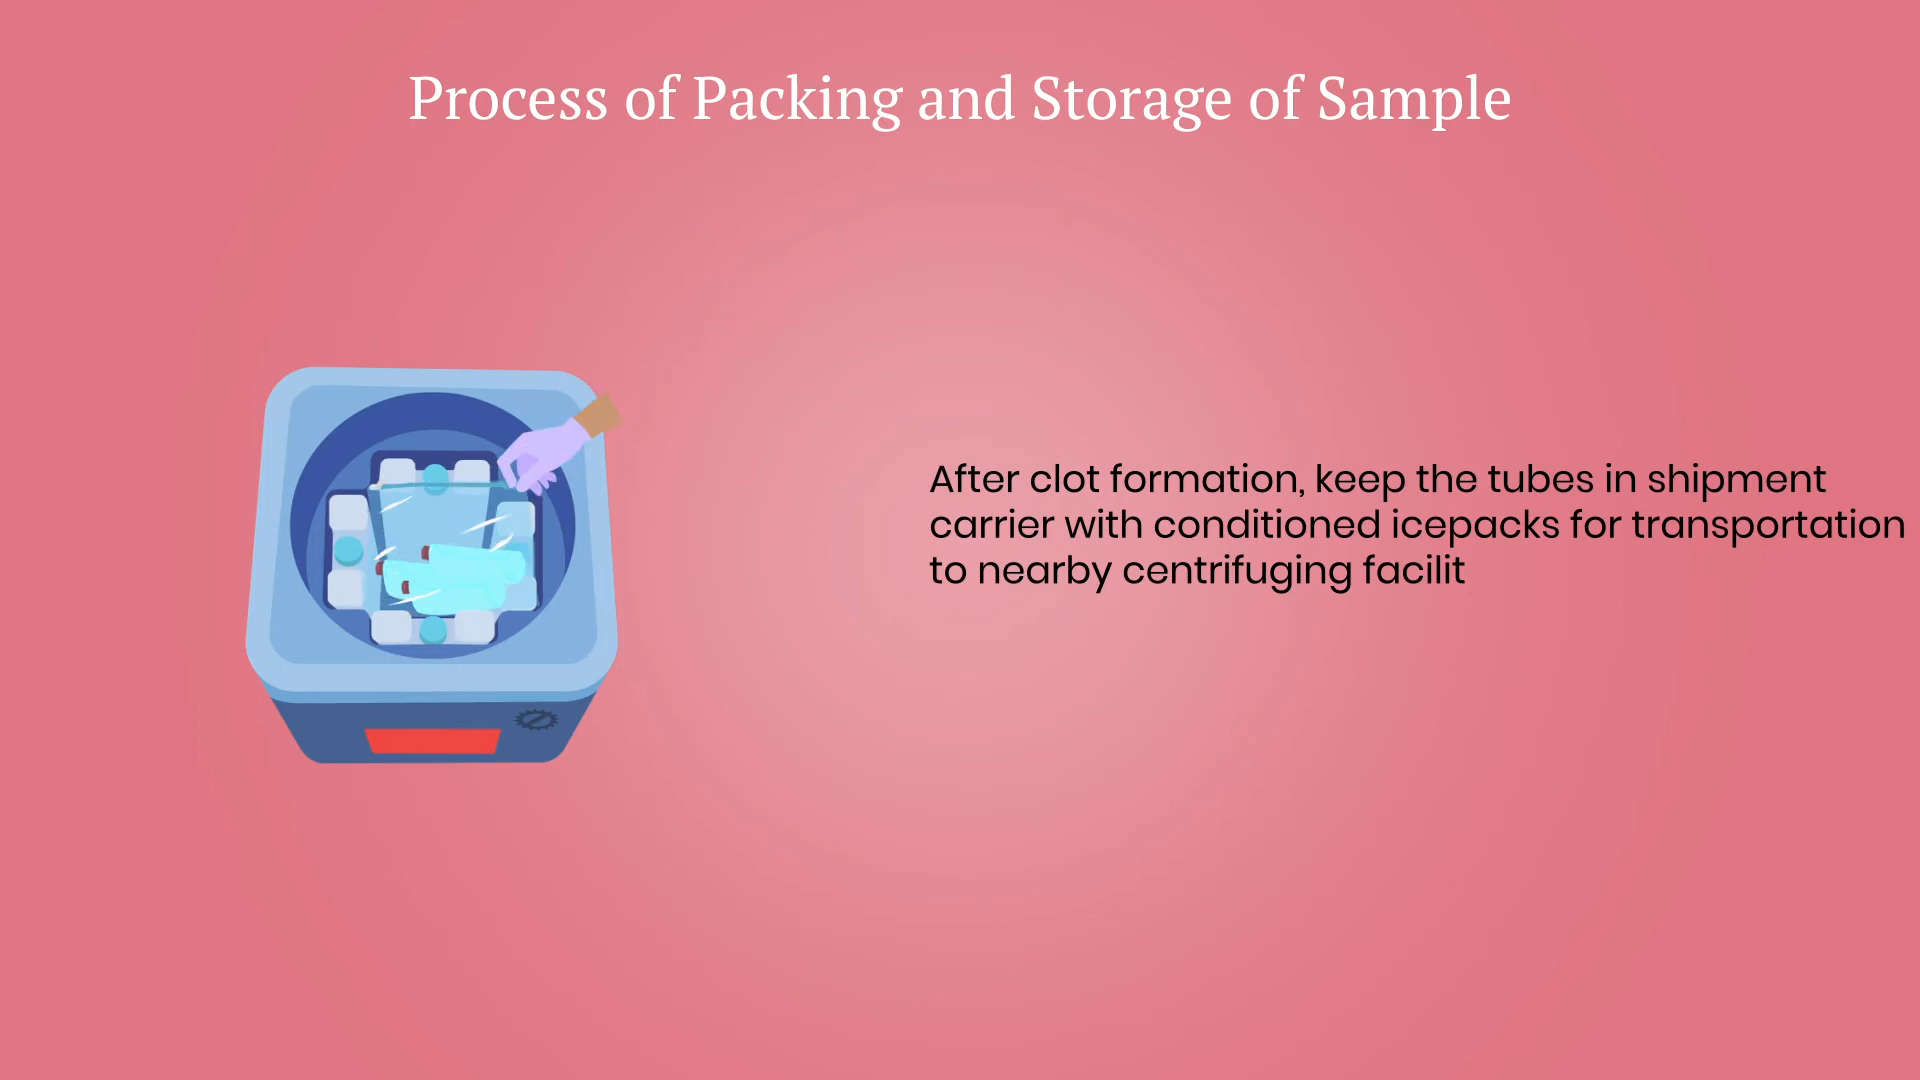 Process of Packing and Storage of Sample
After clot formation, keep the tubes in shipment
carrier with conditioned icepacks for transportation
to nearby centrifuging facilit